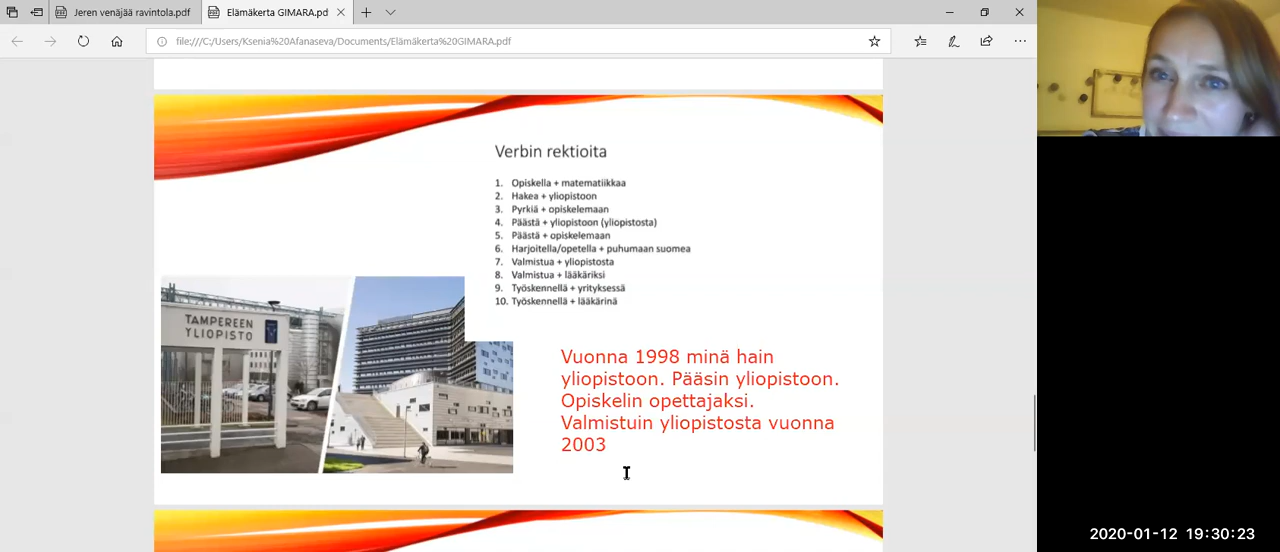 Jeren venäjää ravintola.pdf
Elämäkerta GIMARA.pd
file:///C:/Users/Ksenia%20Afanaseva/Documents/Elämäkerta%20GIMARA.pdf
Verbin rektioita
1. Opiskella + matematiikkaa
2. Hakea + yliopistoon
3. Pyrkiä + opiskelemaan
4. Päästä + yliopistoon (yliopistosta)
5. Päästä + opiskelemaan
6. Harjoitella/opetella + puhumaan suomea
7. Valmistua + yliopistosta
8. Valmistua + lääkäriksi
9. Työskennellä + yrityksessä
10. Työskennellä + lääkärinä
TAMPEREEN
YLIOPISTO
Vuonna 1998 minä hain
yliopistoon. Pääsin yliopistoon.
Opiskelin opettajaksi.
Valmistuin yliopistosta vuonna
2003
2020-01-12 19:30:23